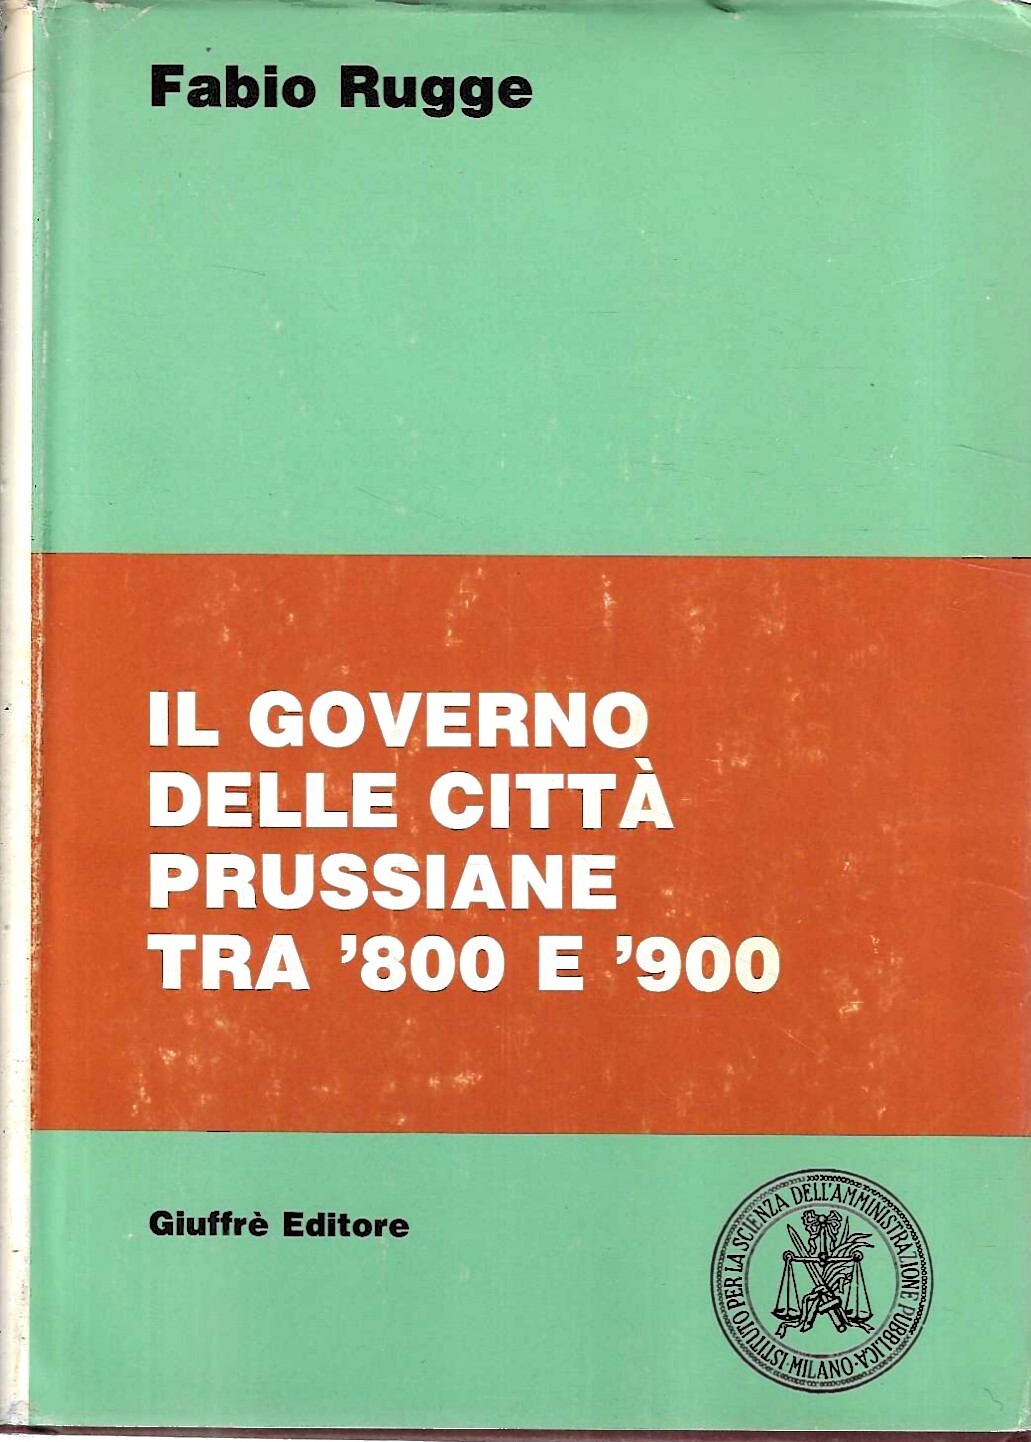 Fabio Rugge
IL GOVERNO
DELLE CITTÀ
PRUSSIANE
TRA '800 E '900
Giuffrè Editore
ISTITUTO PER LA SCIENZA DELL'AMMINISTRAZIONE PUBBLICA · MILANO ·